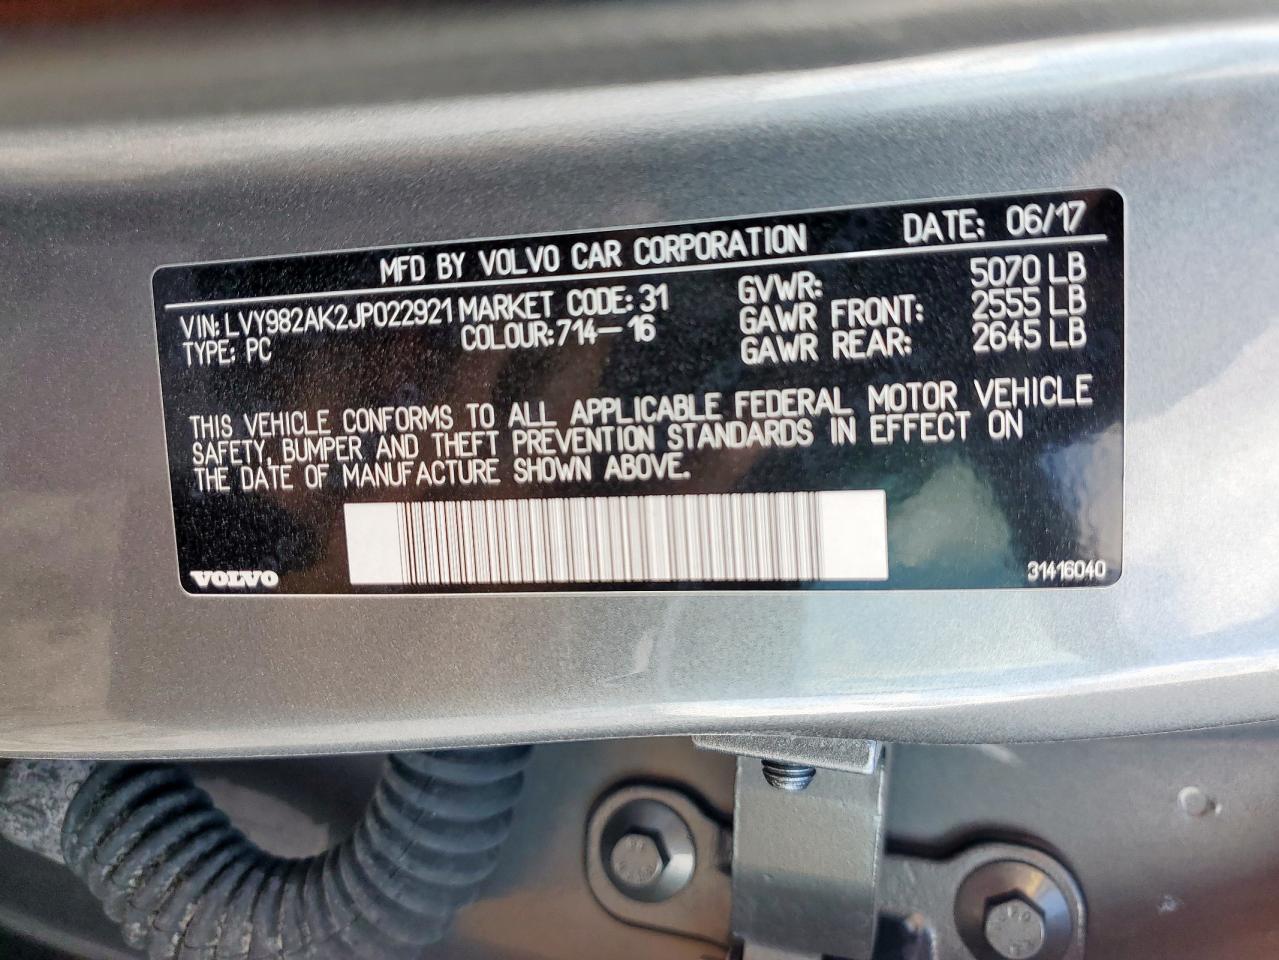 MFD BY VOLVO CAR CORPORATION DATE: 06/17
VIN: LVY982AK2JP022921 MARKET CODE: 31 GVWR: 5070 LB
TYPE: PC COLOUR: 714-16 GAWR FRONT: 2555 LB
GAWR REAR: 2645 LB
THIS VEHICLE CONFORMS TO ALL APPLICABLE FEDERAL MOTOR VEHICLE
SAFETY, BUMPER AND THEFT PREVENTION STANDARDS IN EFFECT ON
THE DATE OF MANUFACTURE SHOWN ABOVE.
VOLVO 31416040